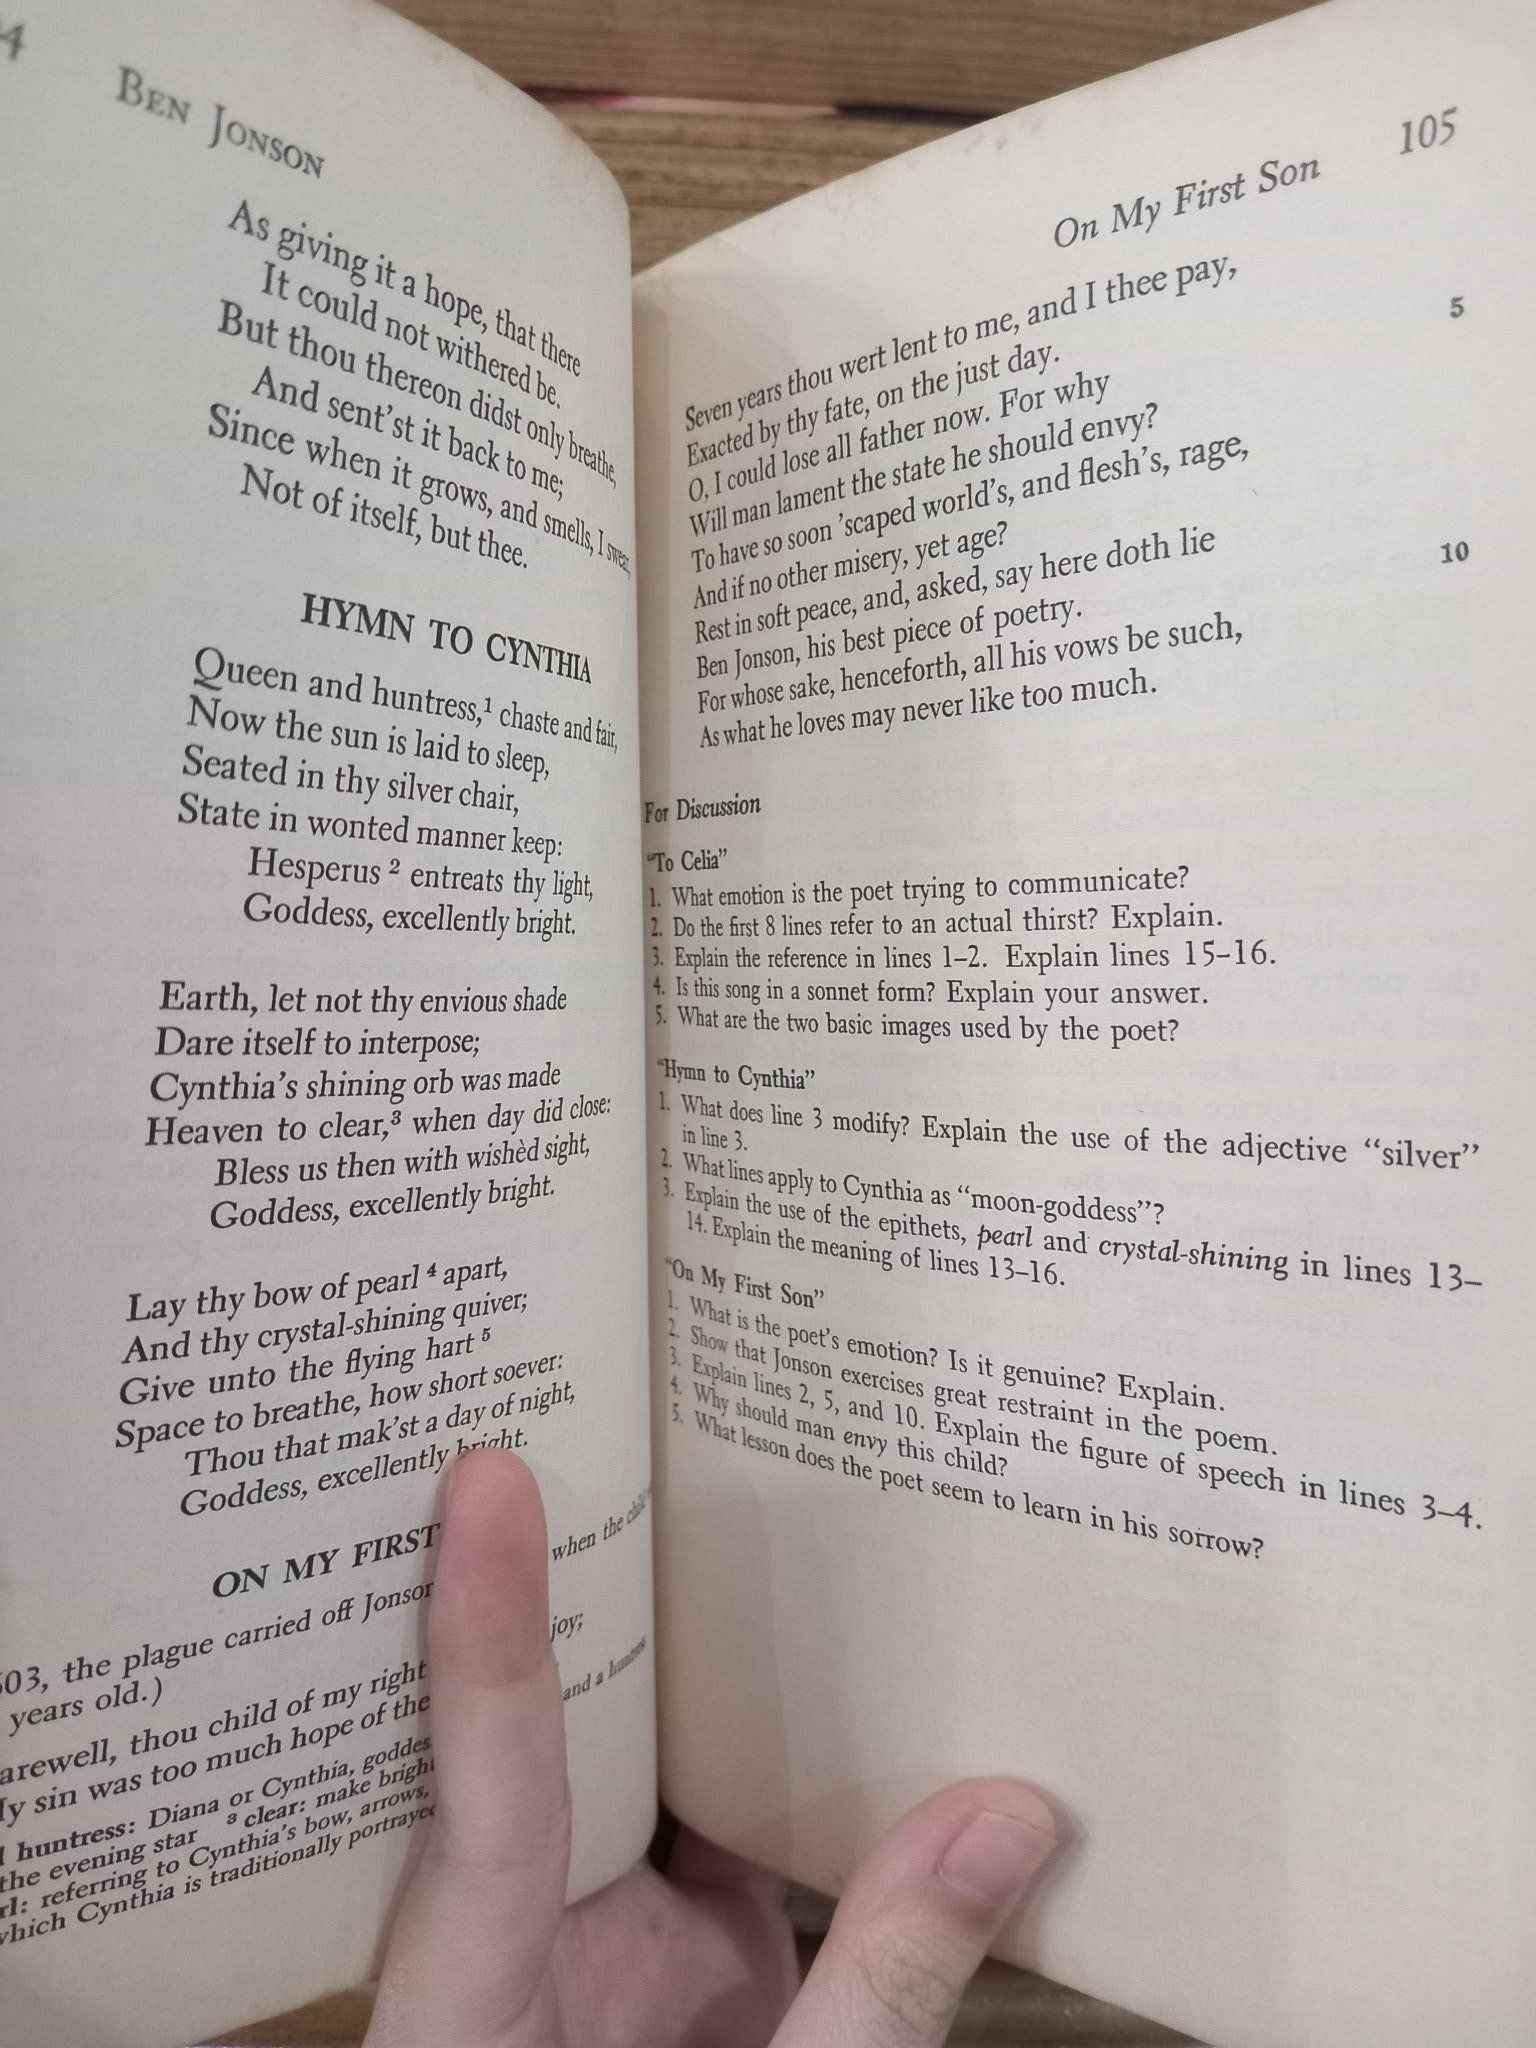 4
BEN JONSON
As giving it a hope, that there
It could not withered be.
But thou thereon didst only breathe,
And sent'st it back to me;
Since when it grows, and smells, I swear,
Not of itself, but thee.
HYMN TO CYNTHIA
Queen and huntress,¹ chaste and fair,
Now the sun is laid to sleep,
Seated in thy silver chair,
State in wonted manner keep:
Hesperus ² entreats thy light,
Goddess, excellently bright.
Earth, let not thy envious shade
Dare itself to interpose;
Cynthia's shining orb was made
Heaven to clear,³ when day did close:
Bless us then with wishèd sight,
Goddess, excellently bright.
Lay thy bow of pearl ⁴ apart,
And thy crystal-shining quiver;
Give unto the flying hart ⁵
Space to breathe, how short soever:
Thou that mak'st a day of night,
Goddess, excellently bright.
ON MY FIRST
03, the plague carried off Jonson when the child
years old.)
arewell, thou child of my right joy;
y sin was too much hope of the
huntress: Diana or Cynthia, goddes and a huntress
the evening star ³ clear: make bright
rl: referring to Cynthia's bow, arrows,
which Cynthia is traditionally portrayed
On My First Son 105
Seven years thou wert lent to me, and I thee pay,
Exacted by thy fate, on the just day. 5
O, I could lose all father now. For why
Will man lament the state he should envy?
To have so soon 'scaped world's, and flesh's, rage,
And if no other misery, yet age?
Rest in soft peace, and, asked, say here doth lie
Ben Jonson, his best piece of poetry. 10
For whose sake, henceforth, all his vows be such,
As what he loves may never like too much.
For Discussion
"To Celia"
1. What emotion is the poet trying to communicate?
2. Do the first 8 lines refer to an actual thirst? Explain.
3. Explain the reference in lines 1–2. Explain lines 15–16.
4. Is this song in a sonnet form? Explain your answer.
5. What are the two basic images used by the poet?
"Hymn to Cynthia"
1. What does line 3 modify? Explain the use of the adjective "silver"
in line 3.
2. What lines apply to Cynthia as "moon-goddess"?
3. Explain the use of the epithets, pearl and crystal-shining in lines 13–
14. Explain the meaning of lines 13–16.
"On My First Son"
1. What is the poet's emotion? Is it genuine? Explain.
2. Show that Jonson exercises great restraint in the poem.
3. Explain lines 2, 5, and 10. Explain the figure of speech in lines 3–4.
4. Why should man envy this child?
5. What lesson does the poet seem to learn in his sorrow?